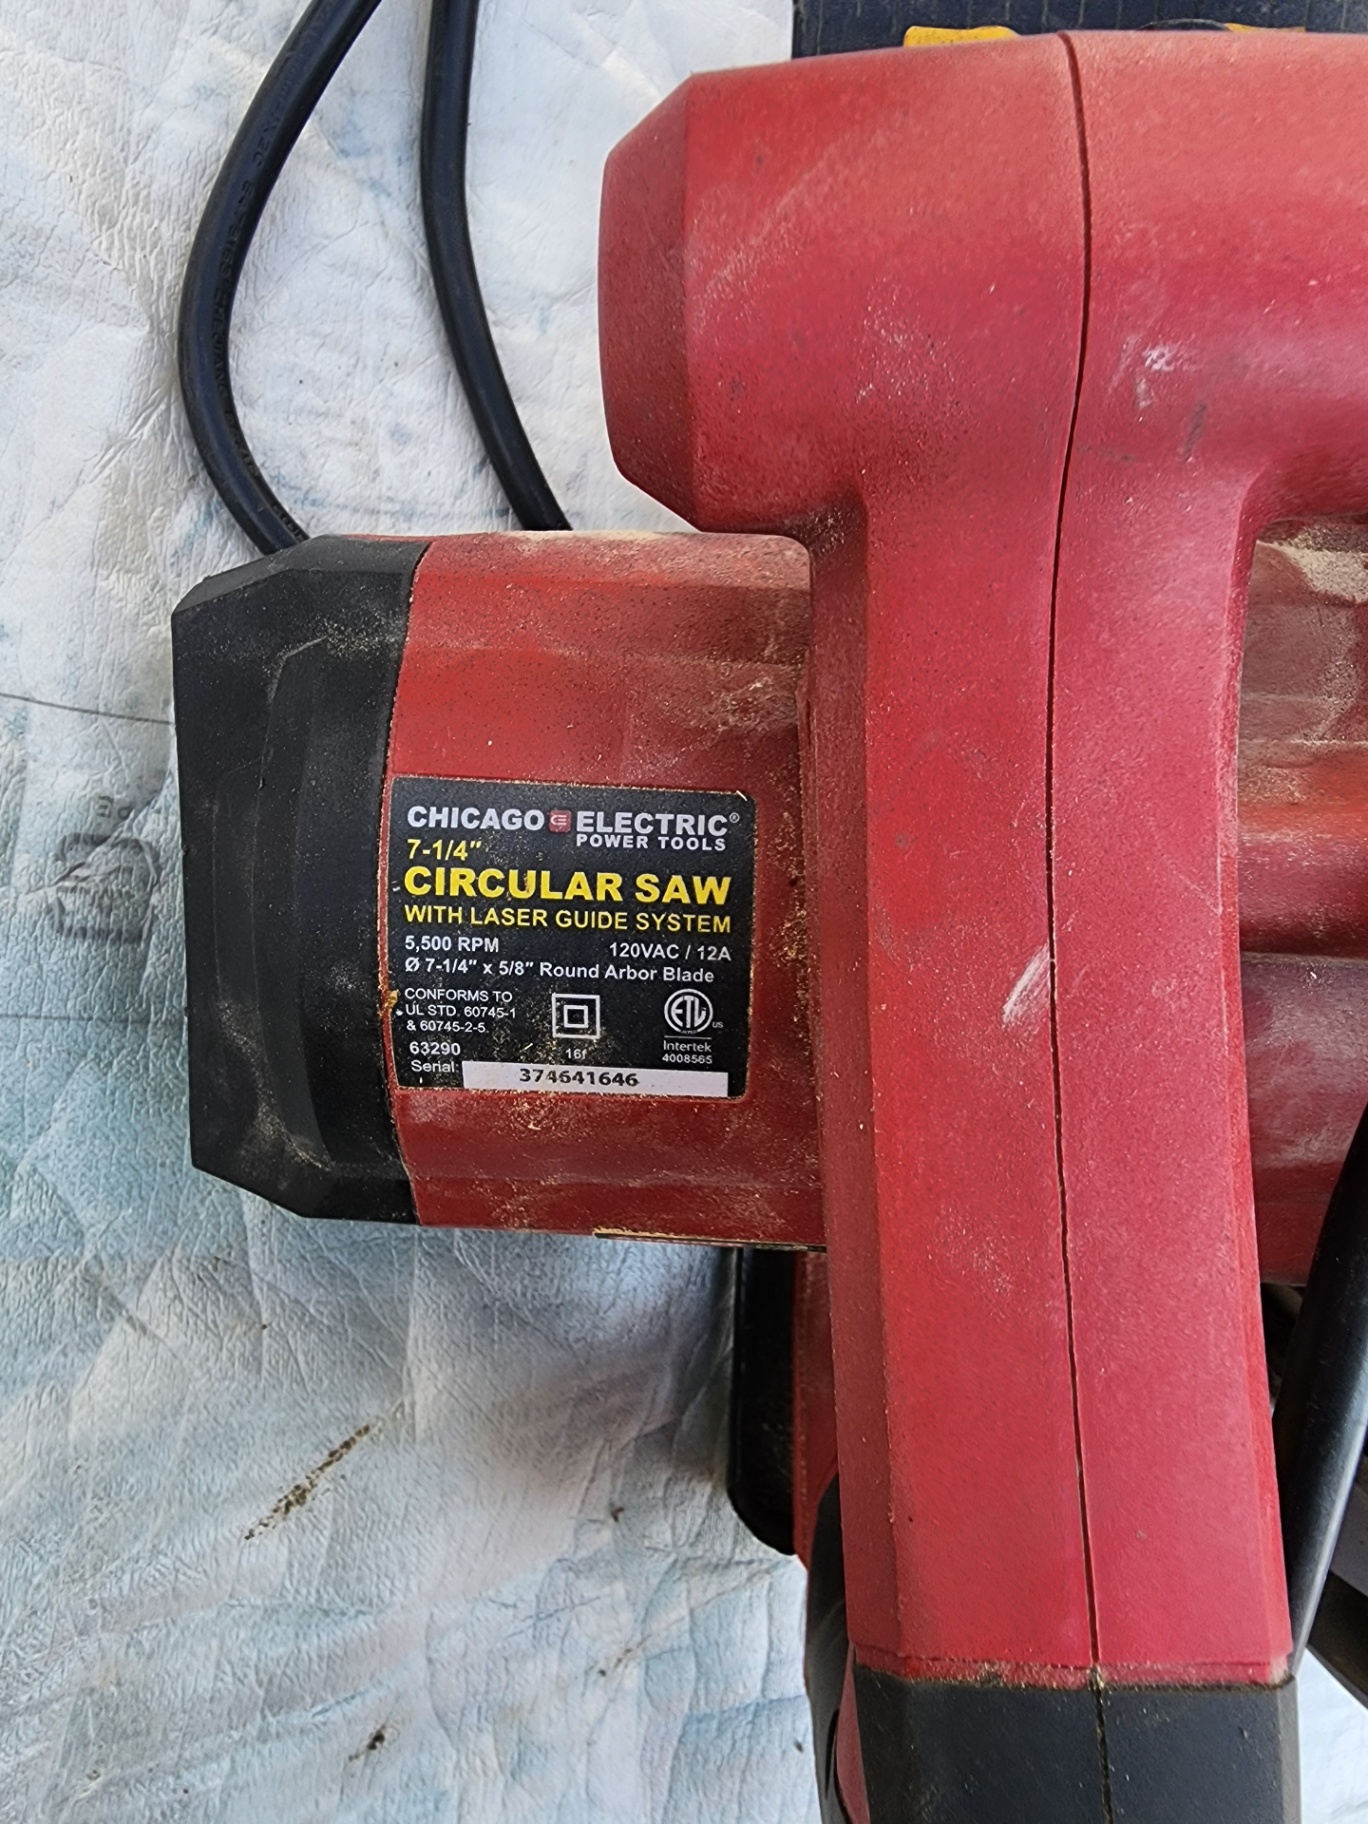 CHICAGO ELECTRIC®
POWER TOOLS
7-1/4"
CIRCULAR SAW
WITH LASER GUIDE SYSTEM
5,500 RPM 120VAC / 12A
Ø 7-1/4" x 5/8" Round Arbor Blade
CONFORMS TO
UL STD. 60745-1
& 60745-2-5.
ETL
US
Intertek
4008565
63290
16f
Serial: 374641646